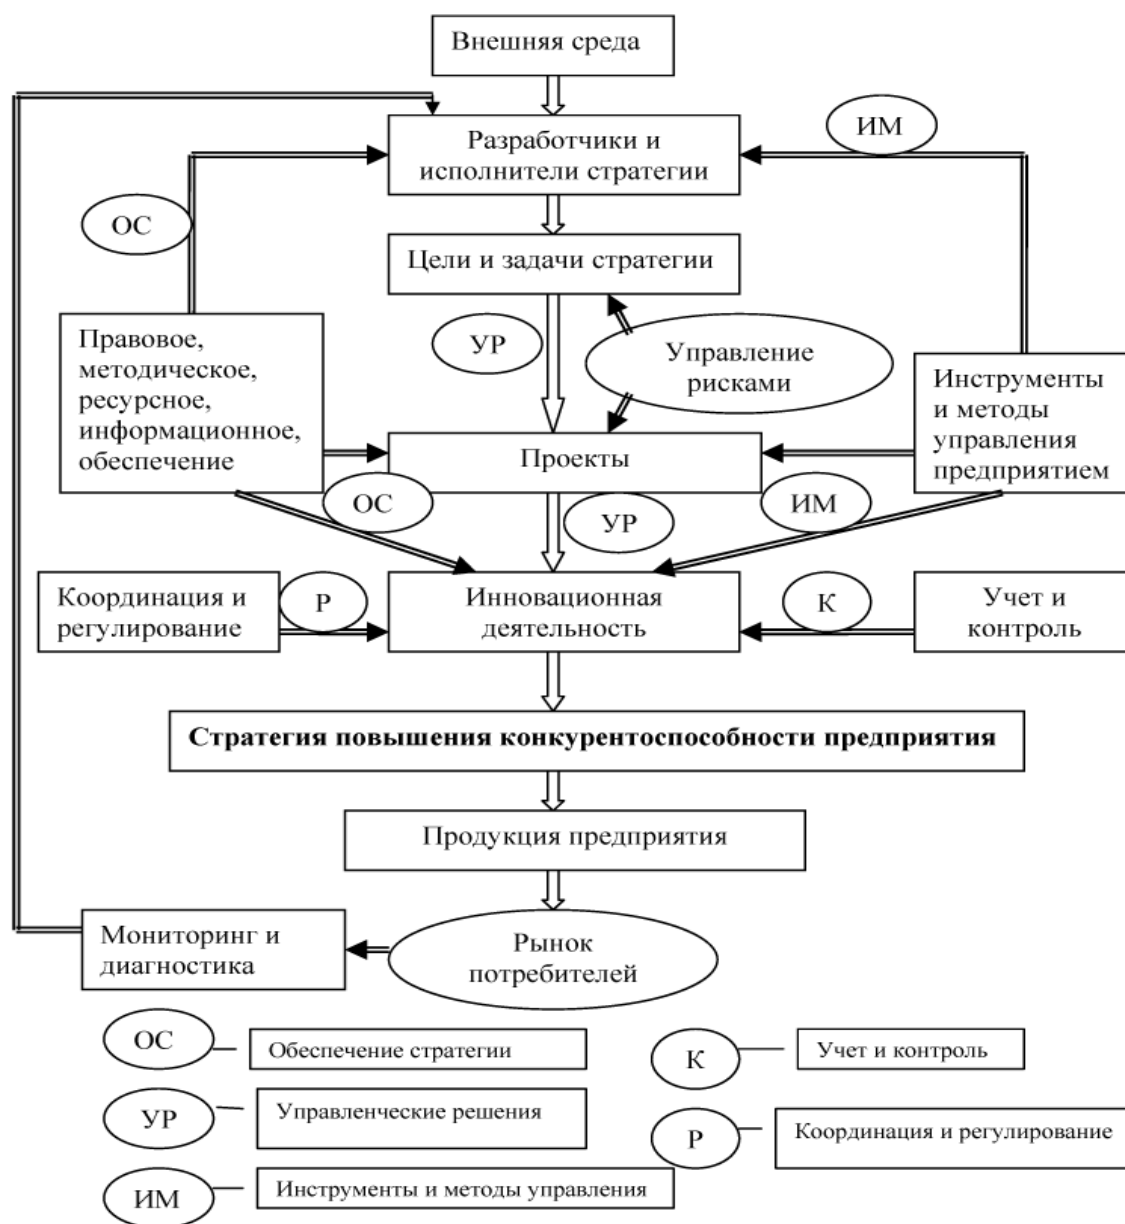 Внешняя среда
Разработчики и
исполнители стратегии
ИМ
ОС
Цели и задачи стратегии
УР
Управление
рисками
Правовое,
методическое,
ресурсное,
информационное,
обеспечение
Инструменты
и методы
управления
предприятием
Проекты
ОС
УР
ИМ
Координация и
регулирование
Р
Инновационная
деятельность
К
Учет и
контроль
Стратегия повышения конкурентоспособности предприятия
Продукция предприятия
Мониторинг и
диагностика
Рынок
потребителей
ОС
Обеспечение стратегии
К
Учет и контроль
УР
Управленческие решения
Р
Координация и регулирование
ИМ
Инструменты и методы управления